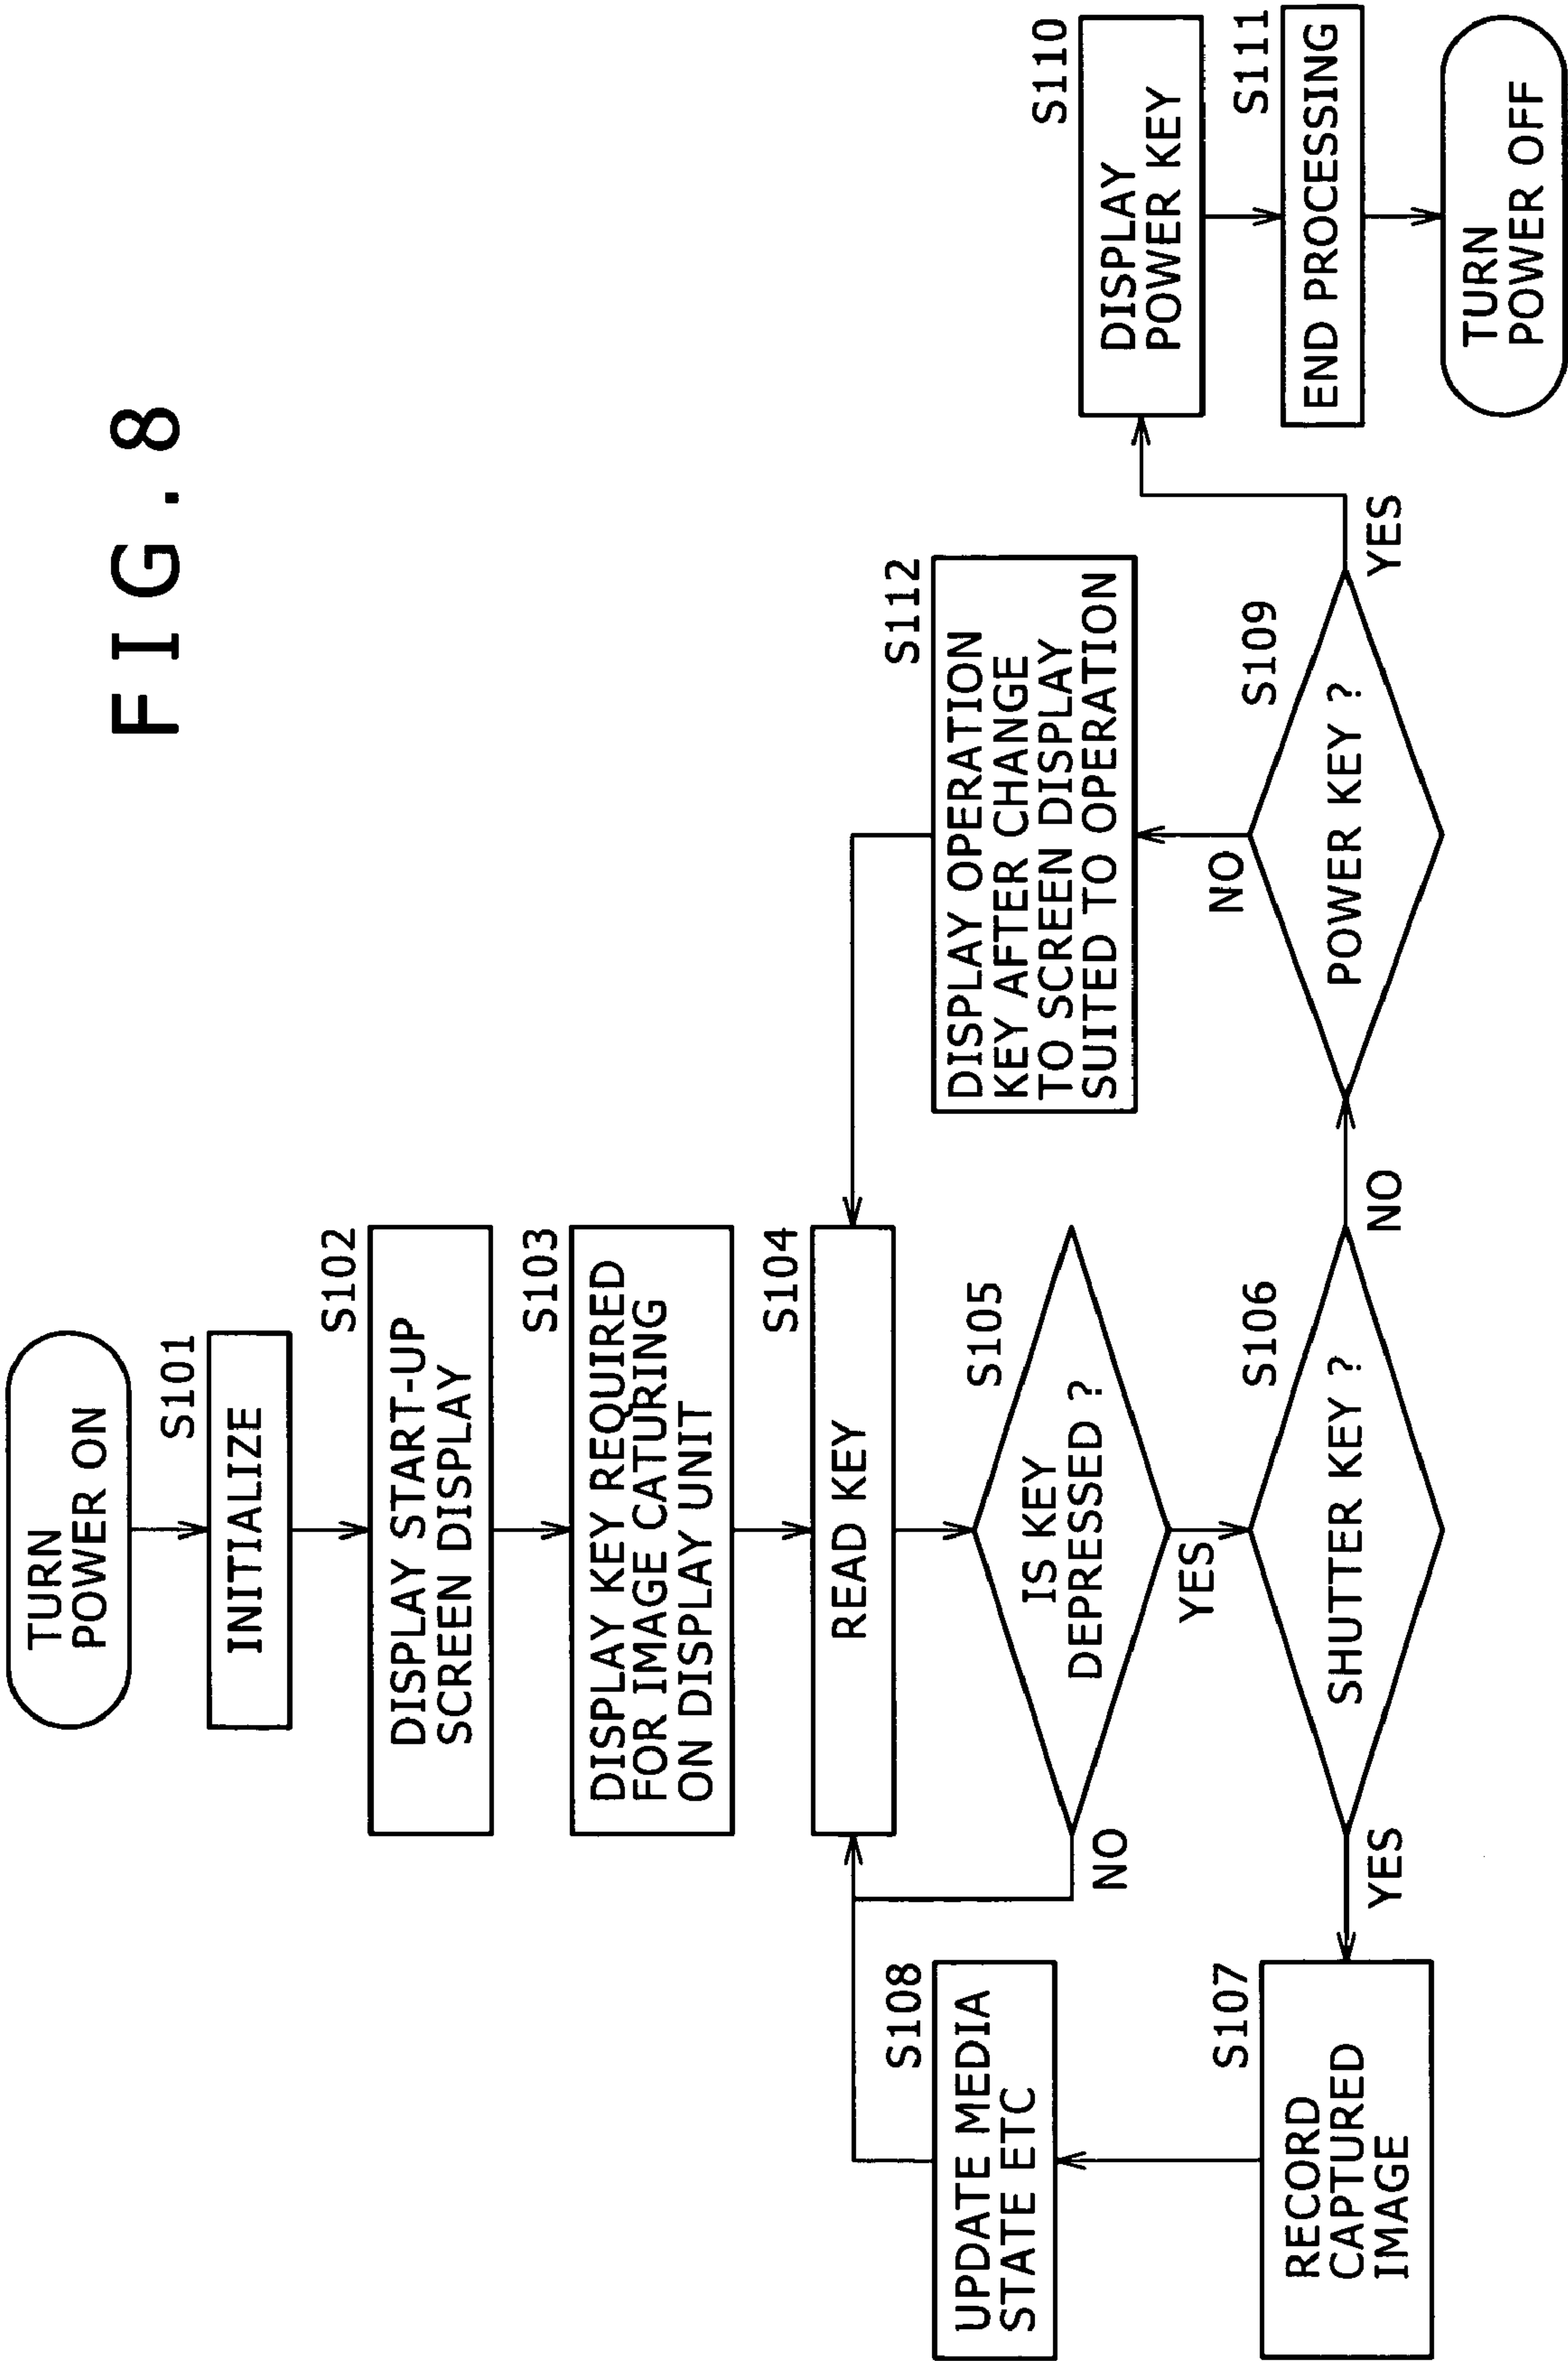 FIG. 8
TURN
POWER ON
S101
INITIALIZE
S102
DISPLAY START-UP
SCREEN DISPLAY
S103
DISPLAY KEY REQUIRED
FOR IMAGE CATURING
ON DISPLAY UNIT
S104
READ KEY
S105
IS KEY
DEPRESSED ?
NO
YES
S106
SHUTTER KEY ?
YES
NO
S107
RECORD
CAPTURED
IMAGE
S108
UPDATE MEDIA
STATE ETC
S109
POWER KEY ?
NO
YES
S112
DISPLAY OPERATION
KEY AFTER CHANGE
TO SCREEN DISPLAY
SUITED TO OPERATION
S110
DISPLAY
POWER KEY
S111
END PROCESSING
TURN
POWER OFF